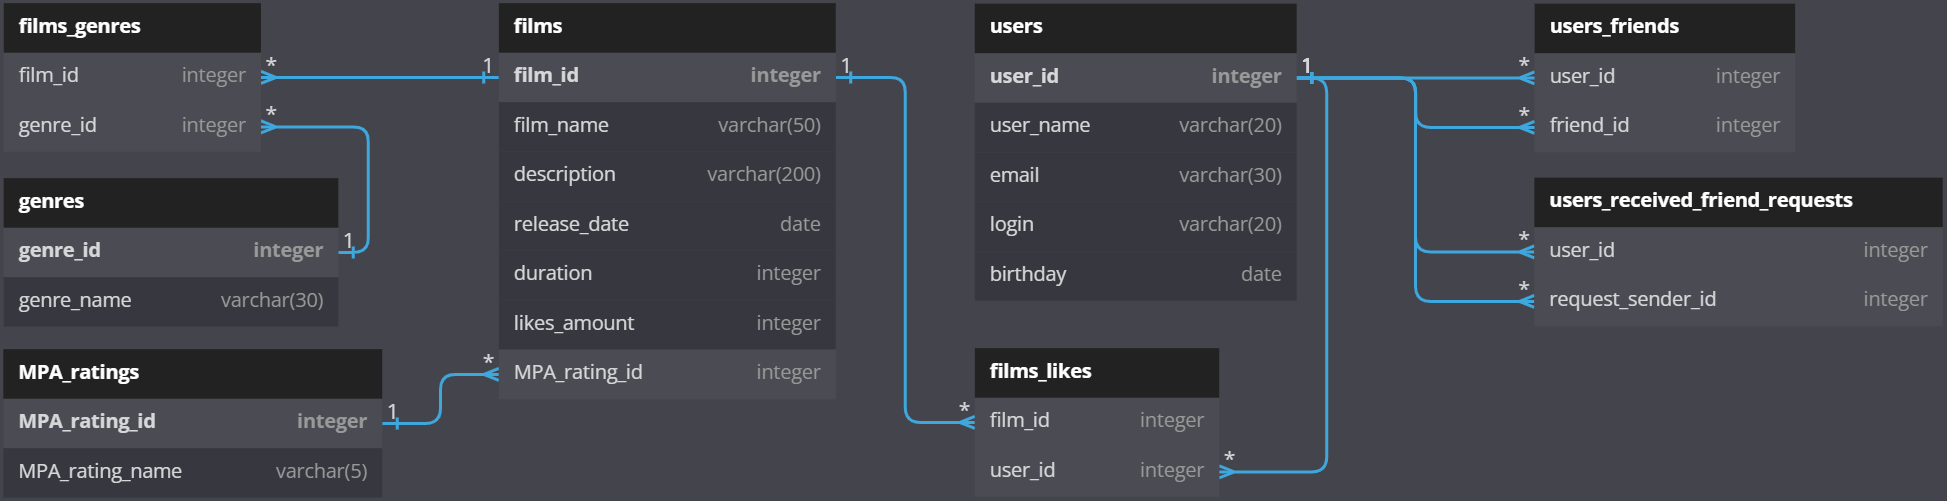 films_genres
film_id integer
genre_id integer
*
*
genres
genre_id integer
genre_name varchar(30)
1
MPA_ratings
MPA_rating_id integer
MPA_rating_name varchar(5)
1
films
film_id integer
film_name varchar(50)
description varchar(200)
release_date date
duration integer
likes_amount integer
MPA_rating_id integer
1
1
*
users
user_id integer
user_name varchar(20)
email varchar(30)
login varchar(20)
birthday date
1
films_likes
film_id integer
user_id integer
*
*
users_friends
user_id integer
friend_id integer
*
*
users_received_friend_requests
user_id integer
request_sender_id integer
*
*